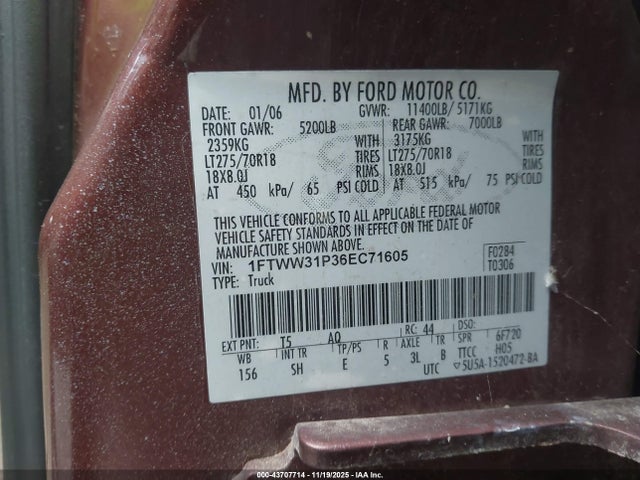 MFD. BY FORD MOTOR CO.
DATE: 01/06 GVWR: 11400LB/ 5171KG
FRONT GAWR: 5200LB REAR GAWR: 7000LB
2359KG WITH 3175KG WITH
LT275/70R18 TIRES LT275/70R18 TIRES
18X8.0J RIMS 18X8.0J RIMS
AT 450 kPa/ 65 PSI COLD AT 515 kPa/ 75 PSI COLD
THIS VEHICLE CONFORMS TO ALL APPLICABLE FEDERAL MOTOR
VEHICLE SAFETY STANDARDS IN EFFECT ON THE DATE OF
MANUFACTURE SHOWN ABOVE.
VIN: 1FTWW31P36EC71605 F0284
TYPE: Truck T0306
EXT PNT: T5 AQ RC: 44 DSO:
WB INT TR TP/PS R AXLE TR SPR 6F720
156 SH E 5 3L B TTCC H05
UTC ▽5U5A-1520472-BA
000-43707714 - 11/19/2025 - IAA Inc.